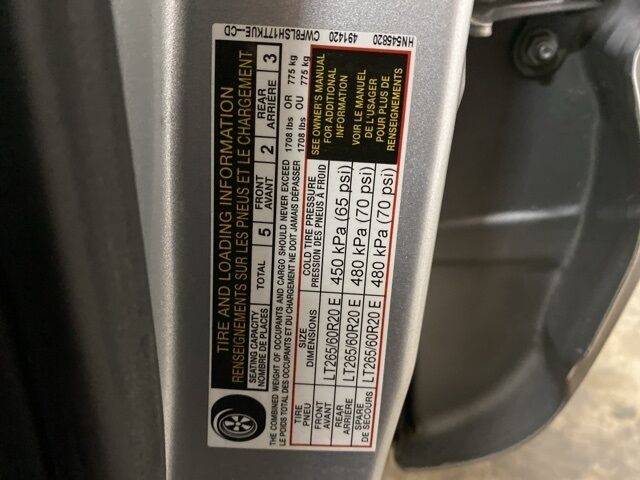 HN545820 491420 CWF8LSH17TKUE--CD
TIRE AND LOADING INFORMATION
RENSEIGNEMENTS SUR LES PNEUS ET LE CHARGEMENT
SEATING CAPACITY
NOMBRE DE PLACES
TOTAL 5
FRONT
AVANT
2
REAR
ARRIÈRE
3
THE COMBINED WEIGHT OF OCCUPANTS AND CARGO SHOULD NEVER EXCEED 1708 lbs OR 775 kg
LE POIDS TOTAL DES OCCUPANTS ET DU CHARGEMENT NE DOIT JAMAIS DÉPASSER 1708 lbs OU 775 kg
TIRE
PNEU
SIZE
DIMENSIONS
COLD TIRE PRESSURE
PRESSION DES PNEUS À FROID
FRONT
AVANT
LT265/60R20 E 450 kPa (65 psi)
REAR
ARRIÈRE
LT265/60R20 E 480 kPa (70 psi)
SPARE
DE SECOURS
LT265/60R20 E 480 kPa (70 psi)
SEE OWNER'S MANUAL
FOR ADDITIONAL
INFORMATION
VOIR LE MANUEL
DE L'USAGER
POUR PLUS DE
RENSEIGNEMENTS